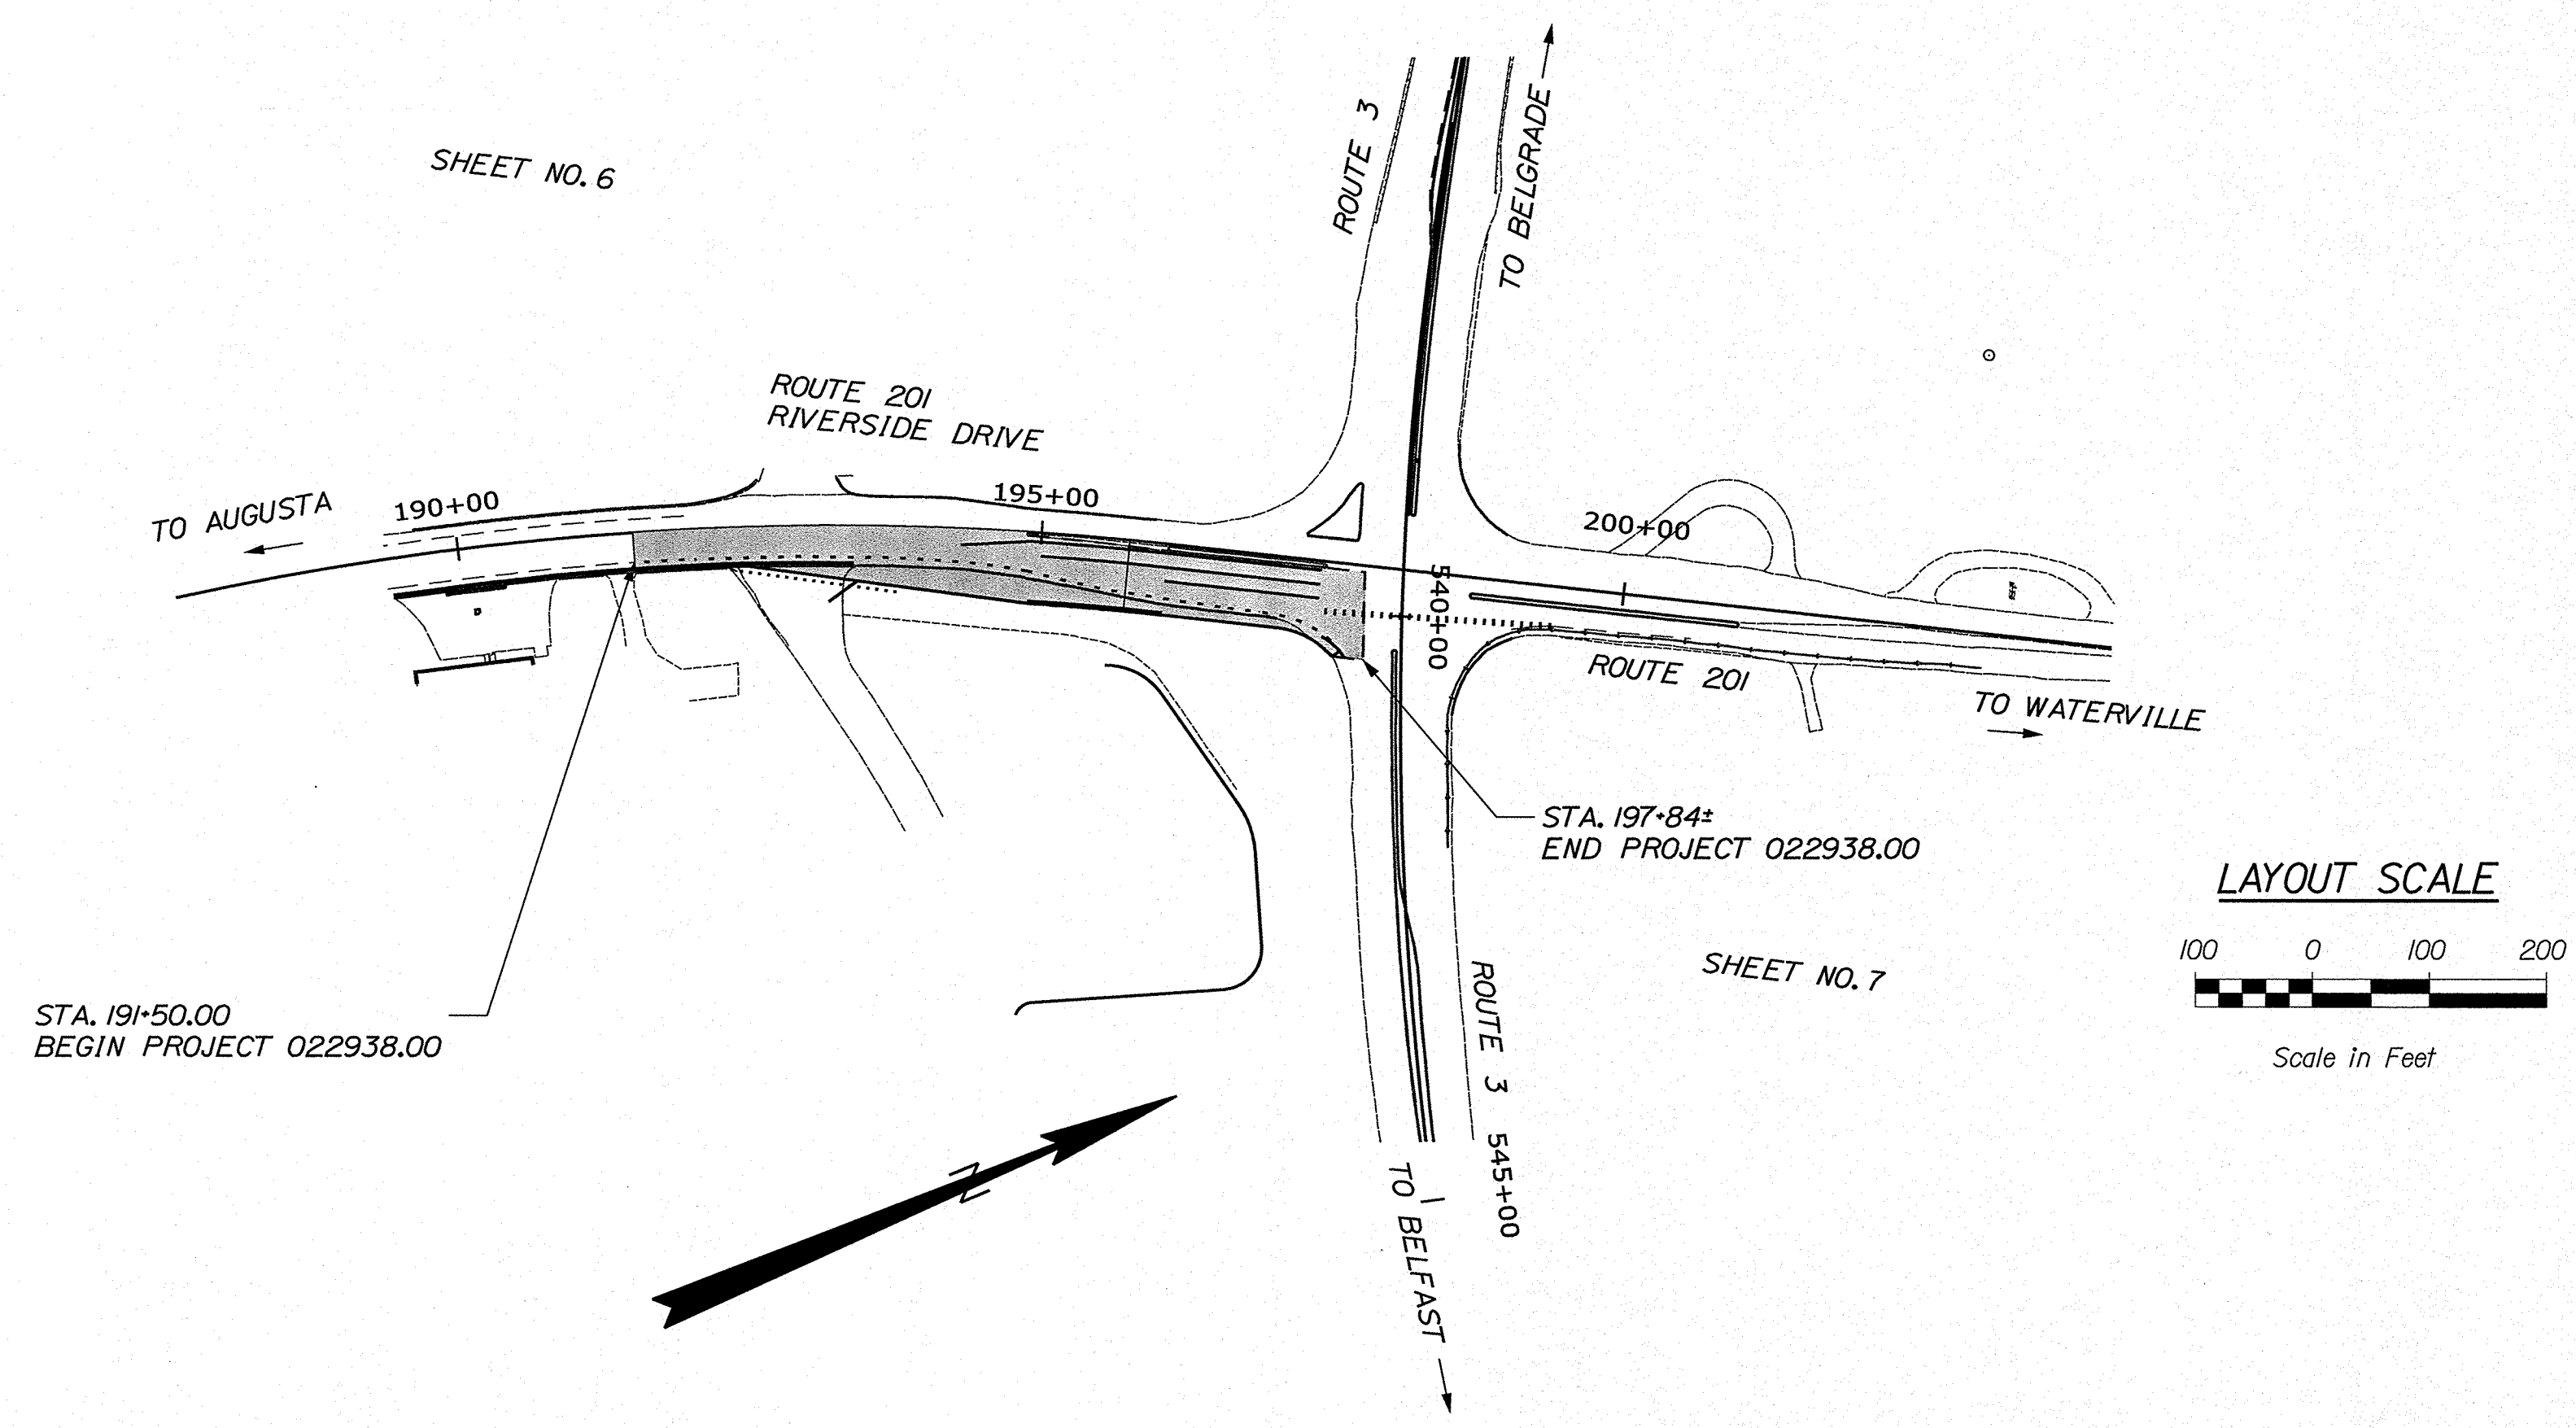 SHEET NO. 6
ROUTE 3
TO BELGRADE
ROUTE 201
RIVERSIDE DRIVE
TO AUGUSTA
190+00
195+00
200+00
540+00
ROUTE 201
TO WATERVILLE
STA. 197+84±
END PROJECT 022938.00
LAYOUT SCALE
100 0 100 200
Scale in Feet
SHEET NO. 7
STA. 191+50.00
BEGIN PROJECT 022938.00
ROUTE 3
545+00
TO BELFAST
N